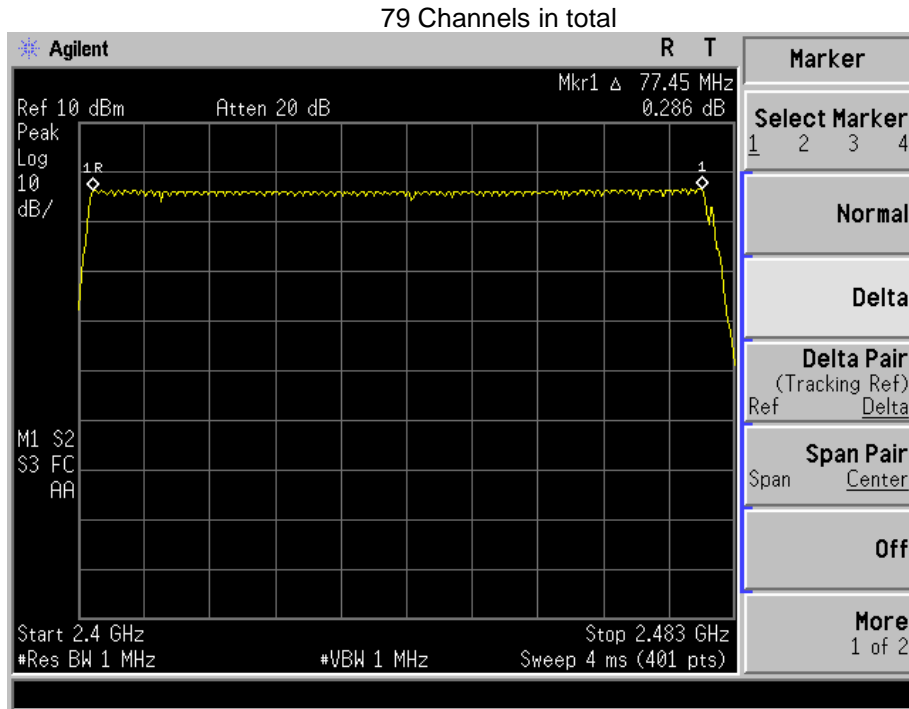 79 Channels in total
Agilent R T
Mkr1 Δ 77.45 MHz
Ref 10 dBm Atten 20 dB 0.286 dB
Peak
Log
10
dB/
1R
1
M1 S2
S3 FC
AA
Start 2.4 GHz Stop 2.483 GHz
#Res BW 1 MHz #VBW 1 MHz Sweep 4 ms (401 pts)
Marker
Select Marker
1 2 3 4
Normal
Delta
Delta Pair
(Tracking Ref)
Ref Delta
Span Pair
Span Center
Off
More
1 of 2